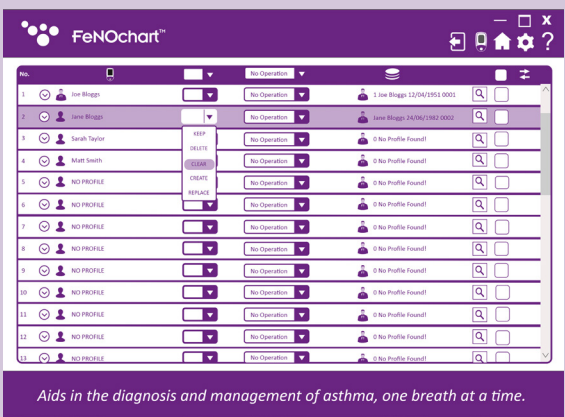 FeNOchart™
No. No Operation
1 Joe Bloggs No Operation 1 Joe Bloggs 12/04/1951 0001
2 Jane Bloggs Jane Bloggs 24/06/1982 0002
KEEP
3 Sarah Taylor No Operation 0 No Profile Found!
DELETE
4 Matt Smith CLEAR No Operation 0 No Profile Found!
CREATE
5 NO PROFILE No Operation 0 No Profile Found!
REPLACE
6 NO PROFILE No Operation 0 No Profile Found!
7 NO PROFILE No Operation 0 No Profile Found!
8 NO PROFILE No Operation 0 No Profile Found!
9 NO PROFILE No Operation 0 No Profile Found!
10 NO PROFILE No Operation 0 No Profile Found!
11 NO PROFILE No Operation 0 No Profile Found!
12 NO PROFILE No Operation 0 No Profile Found!
13 NO PROFILE No Operation 0 No Profile Found!
Aids in the diagnosis and management of asthma, one breath at a time.